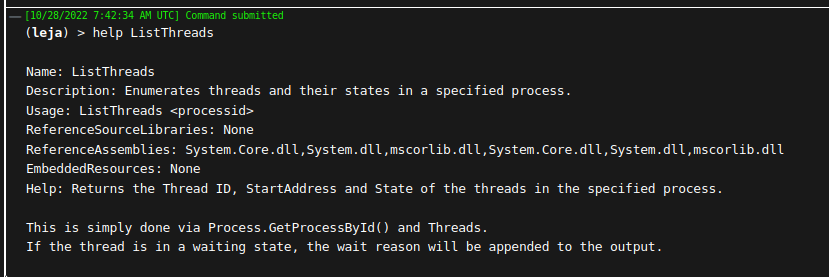 [10/28/2022 7:42:34 AM UTC] Command submitted
(leja) > help ListThreads
Name: ListThreads
Description: Enumerates threads and their states in a specified process.
Usage: ListThreads <processid>
ReferenceSourceLibraries: None
ReferenceAssemblies: System.Core.dll,System.dll,mscorlib.dll,System.Core.dll,System.dll,mscorlib.dll
EmbeddedResources: None
Help: Returns the Thread ID, StartAddress and State of the threads in the specified process.
This is simply done via Process.GetProcessById() and Threads.
If the thread is in a waiting state, the wait reason will be appended to the output.